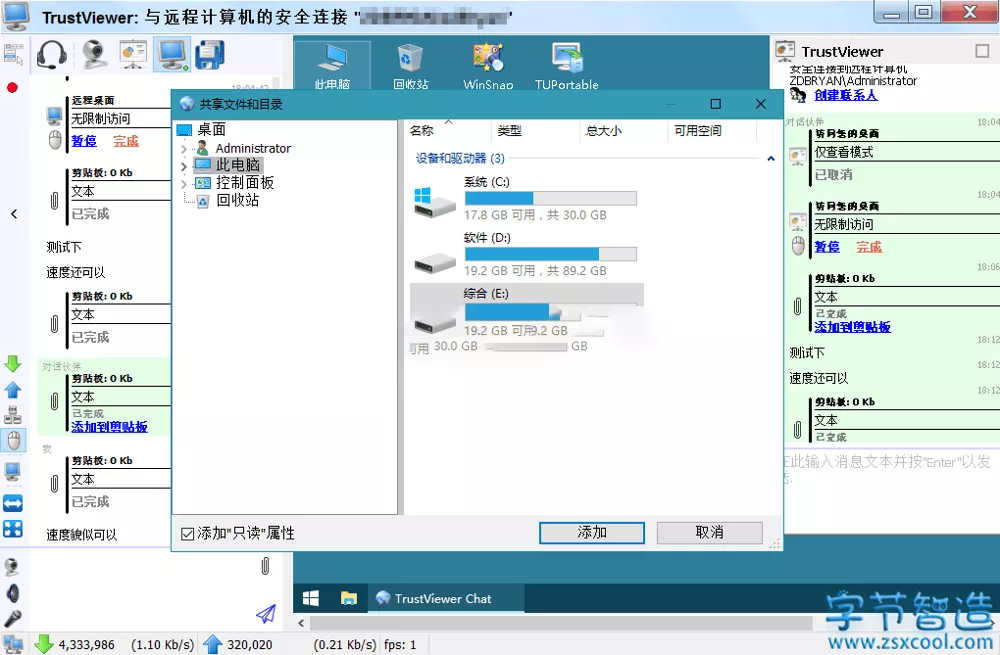 TrustViewer: 与远程计算机的安全连接 "
18:04:42
远程桌面
无限制访问
暂停 完成
剪贴板: 0 Kb
文本
已完成
测试下
速度还可以
剪贴板: 0 Kb
文本
已完成
对话伙伴
剪贴板: 0 Kb
文本
已完成
添加到剪贴板
我
剪贴板: 0 Kb
文本
已完成
速度貌似可以
4,333,986 (1.10 Kb/s) 320,020 (0.21 Kb/s) fps: 1
此电脑 回收站 WinSnap TUPortable
共享文件和目录
桌面
Administrator
此电脑
控制面板
回收站
名称 类型 总大小 可用空间
设备和驱动器 (3)
系统 (C:)
17.8 GB 可用，共 30.0 GB
软件 (D:)
19.2 GB 可用，共 89.2 GB
综合 (E:)
19.2 GB 可用9.2 GB
可用 30.0 GB GB
添加"只读"属性
添加 取消
TrustViewer Chat
TrustViewer
安全连接到远程计算机
ZDBRYAN\Administrator
创建联系人
对话伙伴 18:04
访问您的桌面
仅查看模式
已取消
18:04
访问您的桌面
无限制访问
暂停 完成
18:06
剪贴板: 0 Kb
文本
已完成
添加到剪贴板
18:12
测试下
18:12
速度还可以
18:12
剪贴板: 0 Kb
文本
已完成
在此输入消息文本并按"Enter"以发
送.
字节智造
www.zsxcool.com